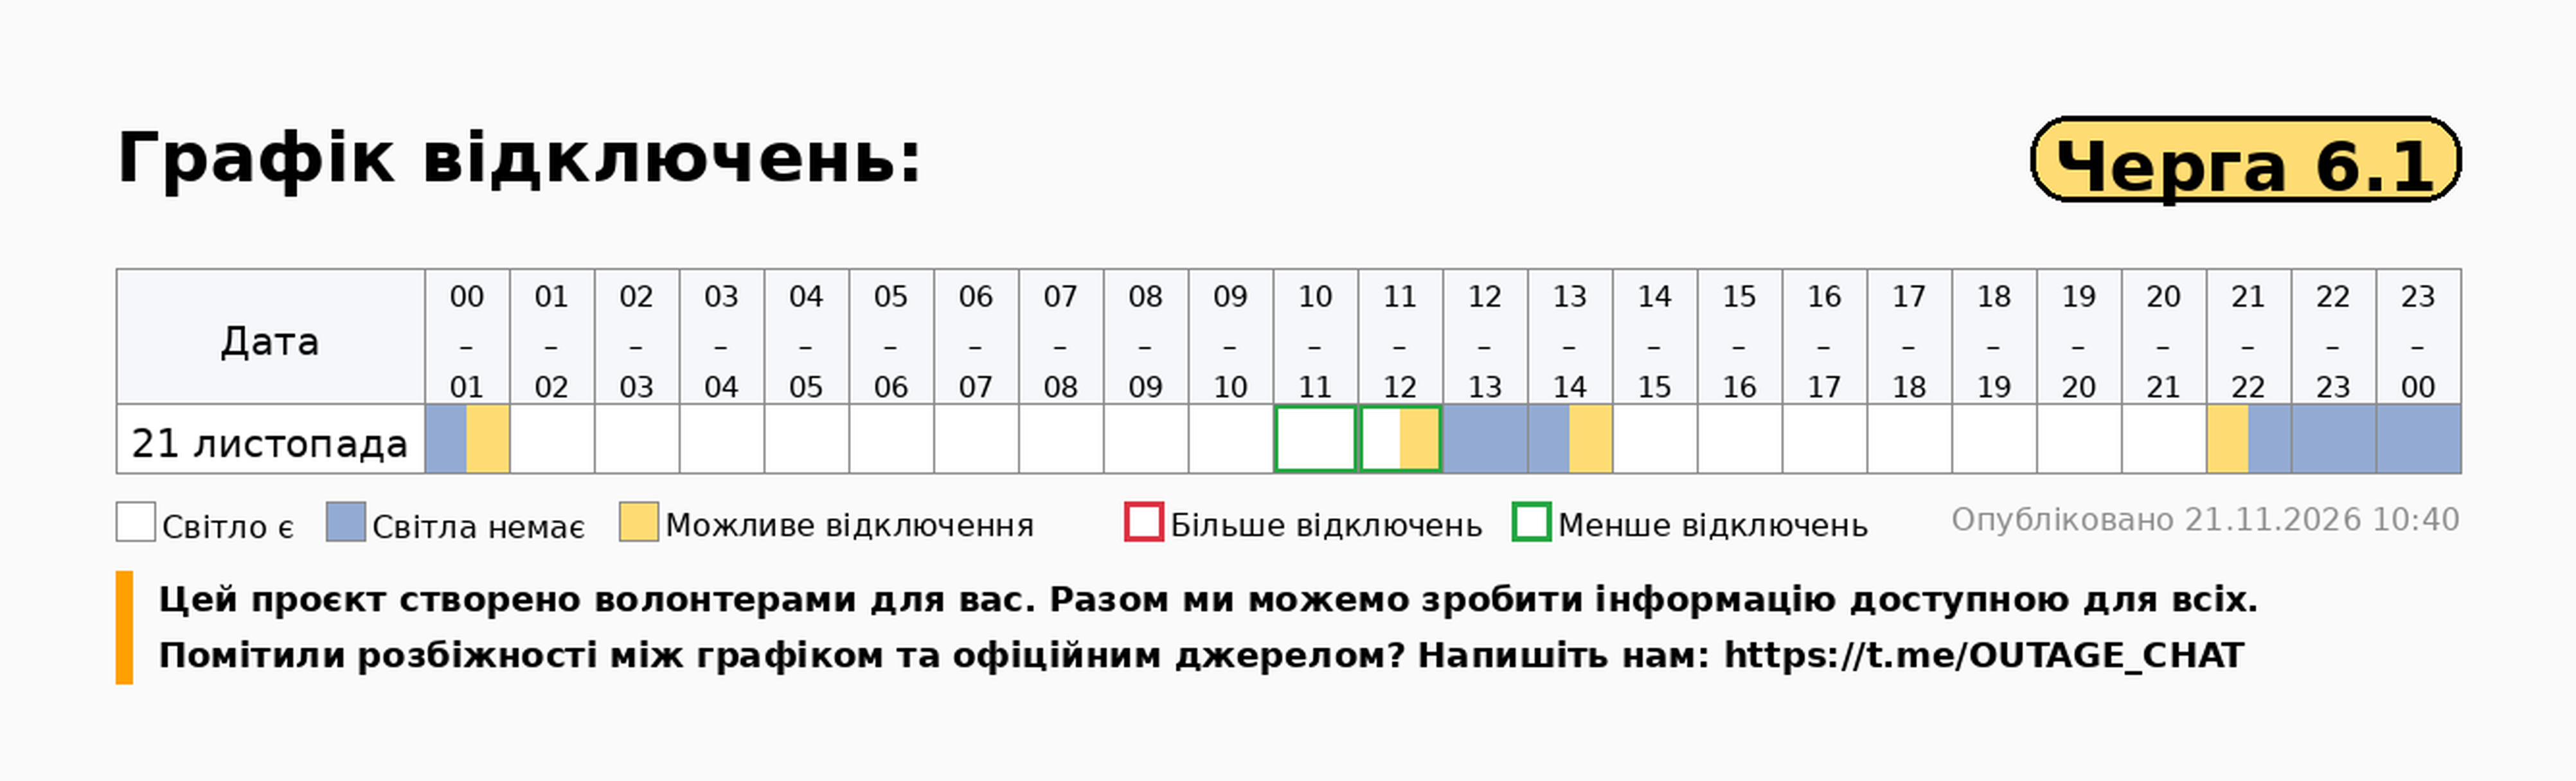 Графік відключень:
Черга 6.1
Дата 00 – 01 01 – 02 02 – 03 03 – 04 04 – 05 05 – 06 06 – 07 07 – 08 08 – 09 09 – 10 10 – 11 11 – 12 12 – 13 13 – 14 14 – 15 15 – 16 16 – 17 17 – 18 18 – 19 19 – 20 20 – 21 21 – 22 22 – 23 23 – 00
21 листопада
Світло є Світла немає Можливе відключення Більше відключень Менше відключень Опубліковано 21.11.2026 10:40
Цей проєкт створено волонтерами для вас. Разом ми можемо зробити інформацію доступною для всіх.
Помітили розбіжності між графіком та офіційним джерелом? Напишіть нам: https://t.me/OUTAGE_CHAT